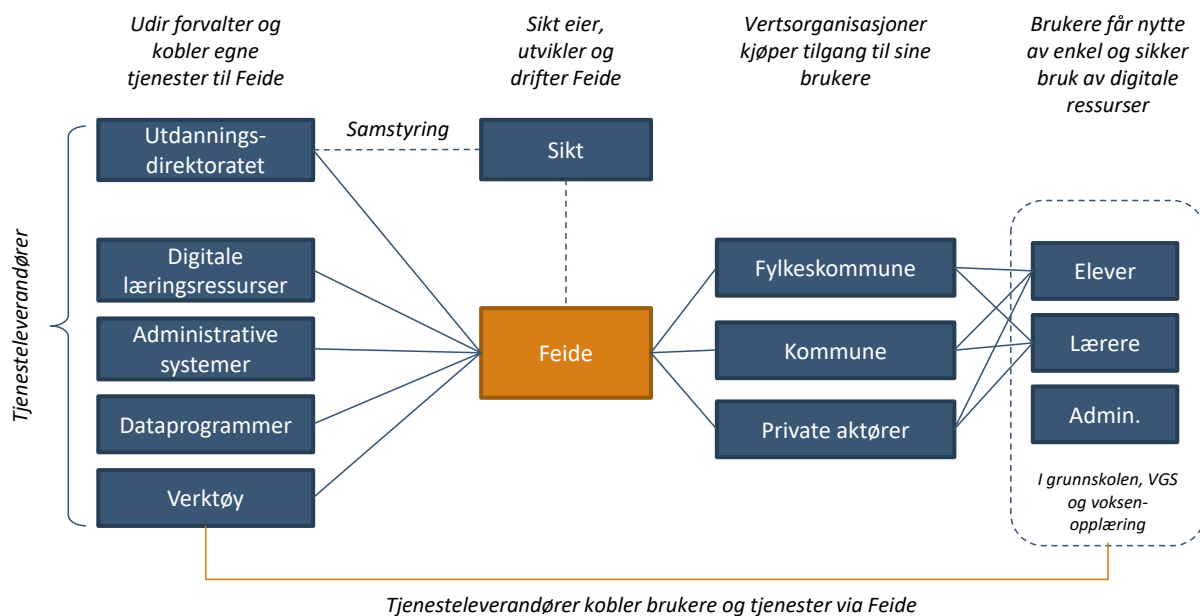 Udir forvalter og
kobler egne
tjenester til Feide
Sikt eier,
utvikler og
drifter Feide
Vertsorganisasjoner
kjøper tilgang til sine
brukere
Brukere får nytte
av enkel og sikker
bruk av digitale
ressurser
Tjenesteleverandører
Utdannings-
direktoratet
Samstyring
Sikt
Digitale
læringsressurser
Administrative
systemer
Dataprogrammer
Verktøy
Feide
Fylkeskommune
Kommune
Private aktører
Elever
Lærere
Admin.
I grunnskolen, VGS
og voksen-
opplæring
Tjenesteleverandører kobler brukere og tjenester via Feide